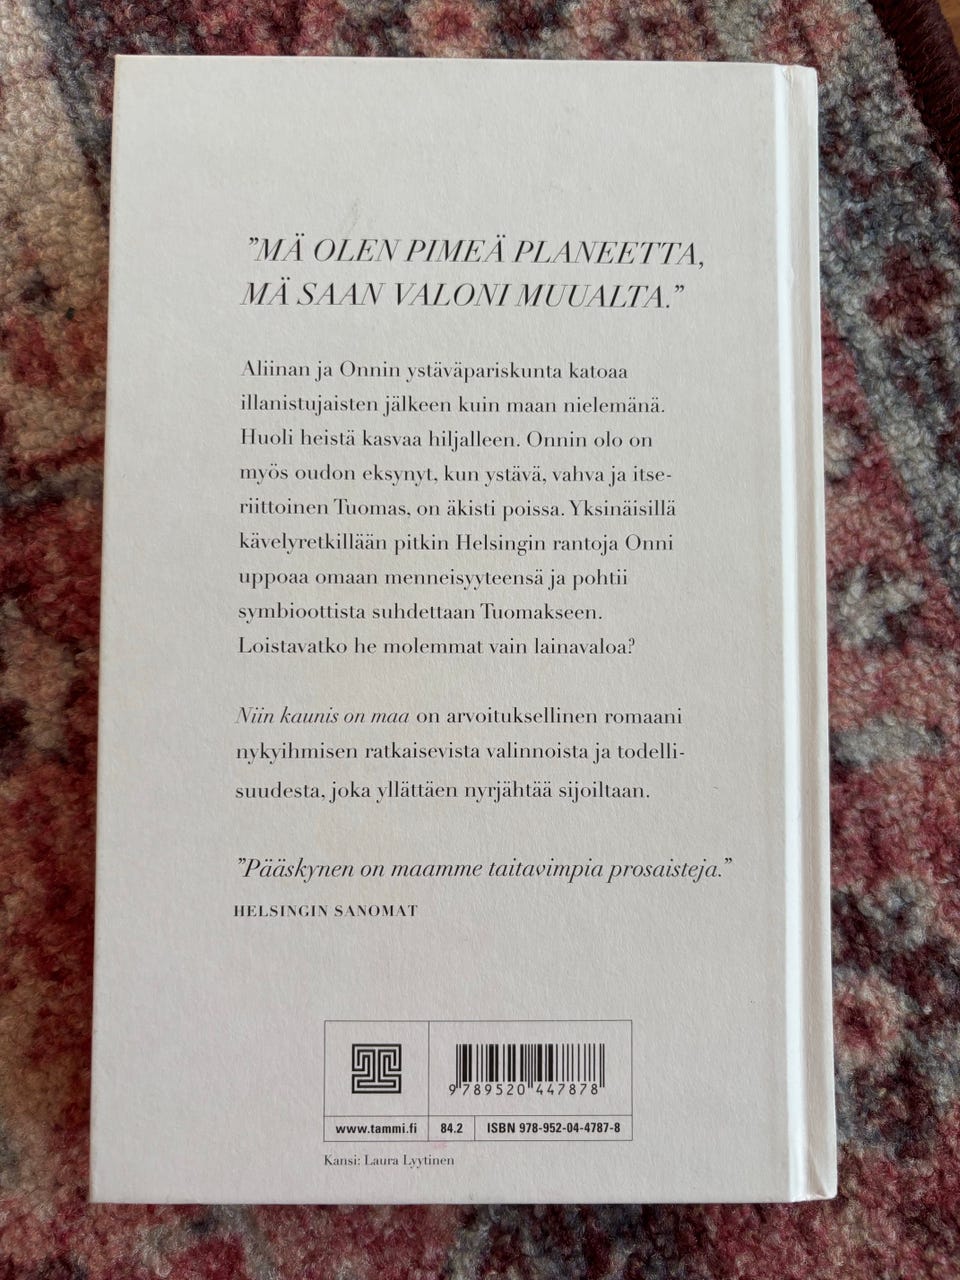 ”MÄ OLEN PIMEÄ PLANEETTA,
MÄ SAAN VALONI MUUALTA.”
Aliinan ja Onnin ystäväpariskunta katoaa
illanistujaisten jälkeen kuin maan nielemänä.
Huoli heistä kasvaa hiljalleen. Onnin olo on
myös oudon eksynyt, kun ystävä, vahva ja itse-
riittoinen Tuomas, on äkisti poissa. Yksinäisillä
kävelyretkillään pitkin Helsingin rantoja Onni
uppoaa omaan menneisyyteensä ja pohtii
symbioottista suhdettaan Tuomakseen.
Loistavatko he molemmat vain lainavaloa?
Niin kaunis on maa on arvoituksellinen romaani
nykyihmisen ratkaisevista valinnoista ja todelli-
suudesta, joka yllättäen nyrjähtää sijoiltaan.
”Pääskynen on maamme taitavimpia prosaisteja.”
HELSINGIN SANOMAT
9 789520 447878
www.tammi.fi 84.2 ISBN 978-952-04-4787-8
Kansi: Laura Lyytinen